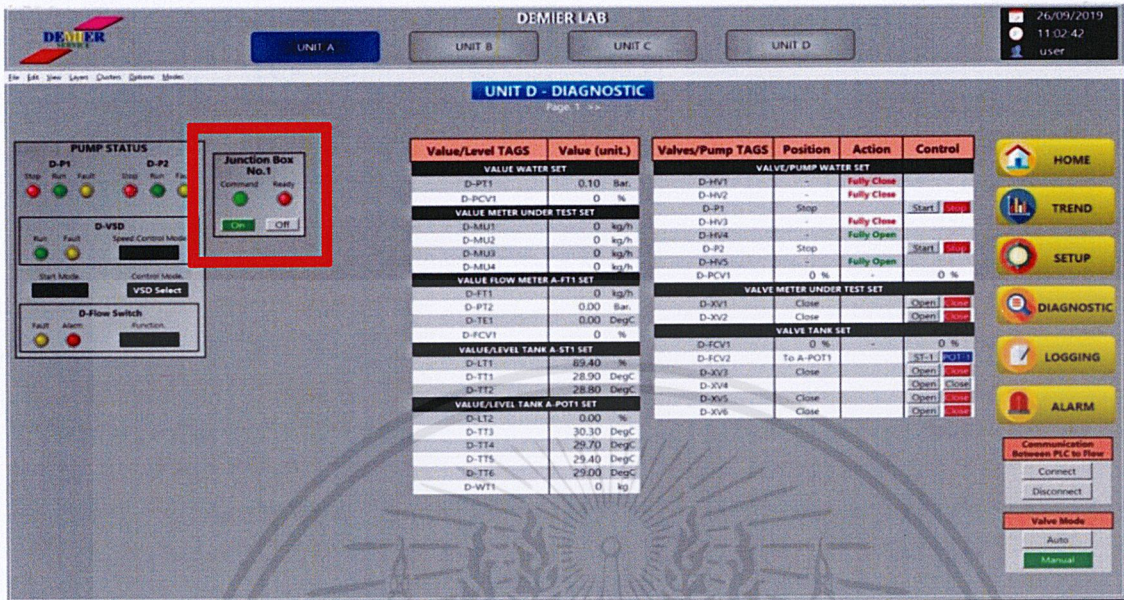 DEMIER
SERVICE
DEMIER LAB
UNIT A
UNIT B
UNIT C
UNIT D
26/09/2019
11:02:42
user
File Edit View Layers Clusters Options Modes
UNIT D - DIAGNOSTIC
Page. 1 >>
PUMP STATUS
D-P1 D-P2
Stop Run Fault Stop Run
D-VSD
Run Fault Speed Control Mode
Start Mode. Control Mode.
VSD Select
D-Flow Switch
Fault Alarm Function.
Junction Box
No.1
Command Ready
On Off
Value/Level TAGS Value (unit.)
VALUE WATER SET
D-PT1 0.10 Bar.
D-PCV1 0 %
VALUE METER UNDER TEST SET
D-MU1 0 kg/h
D-MU2 0 kg/h
D-MU3 0 kg/h
D-MU4 0 kg/h
VALUE FLOW METER A-FT1 SET
D-FT1 0 kg/h
D-PT2 0.00 Bar.
D-TE1 0.00 DegC
D-FCV1 0 %
VALUE/LEVEL TANK A-ST1 SET
D-LT1 89.40 %
D-TT1 28.90 DegC
D-TT2 28.80 DegC
VALUE/LEVEL TANK A-POT1 SET
D-LT2 0.00 %
D-TT3 30.30 DegC
D-TT4 29.70 DegC
D-TT5 29.40 DegC
D-TT6 29.00 DegC
D-WT1 0 kg
Valves/Pump TAGS Position Action Control
VALVE/PUMP WATER SET
D-HV1 - Fully Close
D-HV2 - Fully Close
D-P1 Stop Start Stop
D-HV3 - Fully Close
D-HV4 - Fully Open
D-P2 Stop Start Stop
D-HV5 - Fully Open
D-PCV1 0 % - 0 %
VALVE METER UNDER TEST SET
D-XV1 Close Open Close
D-XV2 Close Open Close
VALVE TANK SET
D-FCV1 0 % - 0 %
D-FCV2 To A-POT1 ST-1 POT-1
D-XV3 Close Open Close
D-XV4 Open Close
D-XV5 Close Open Close
D-XV6 Close Open Close
HOME
TREND
SETUP
DIAGNOSTIC
LOGGING
ALARM
Communication
Between PLC to Flow
Connect
Disconnect
Valve Mode
Auto
Manual